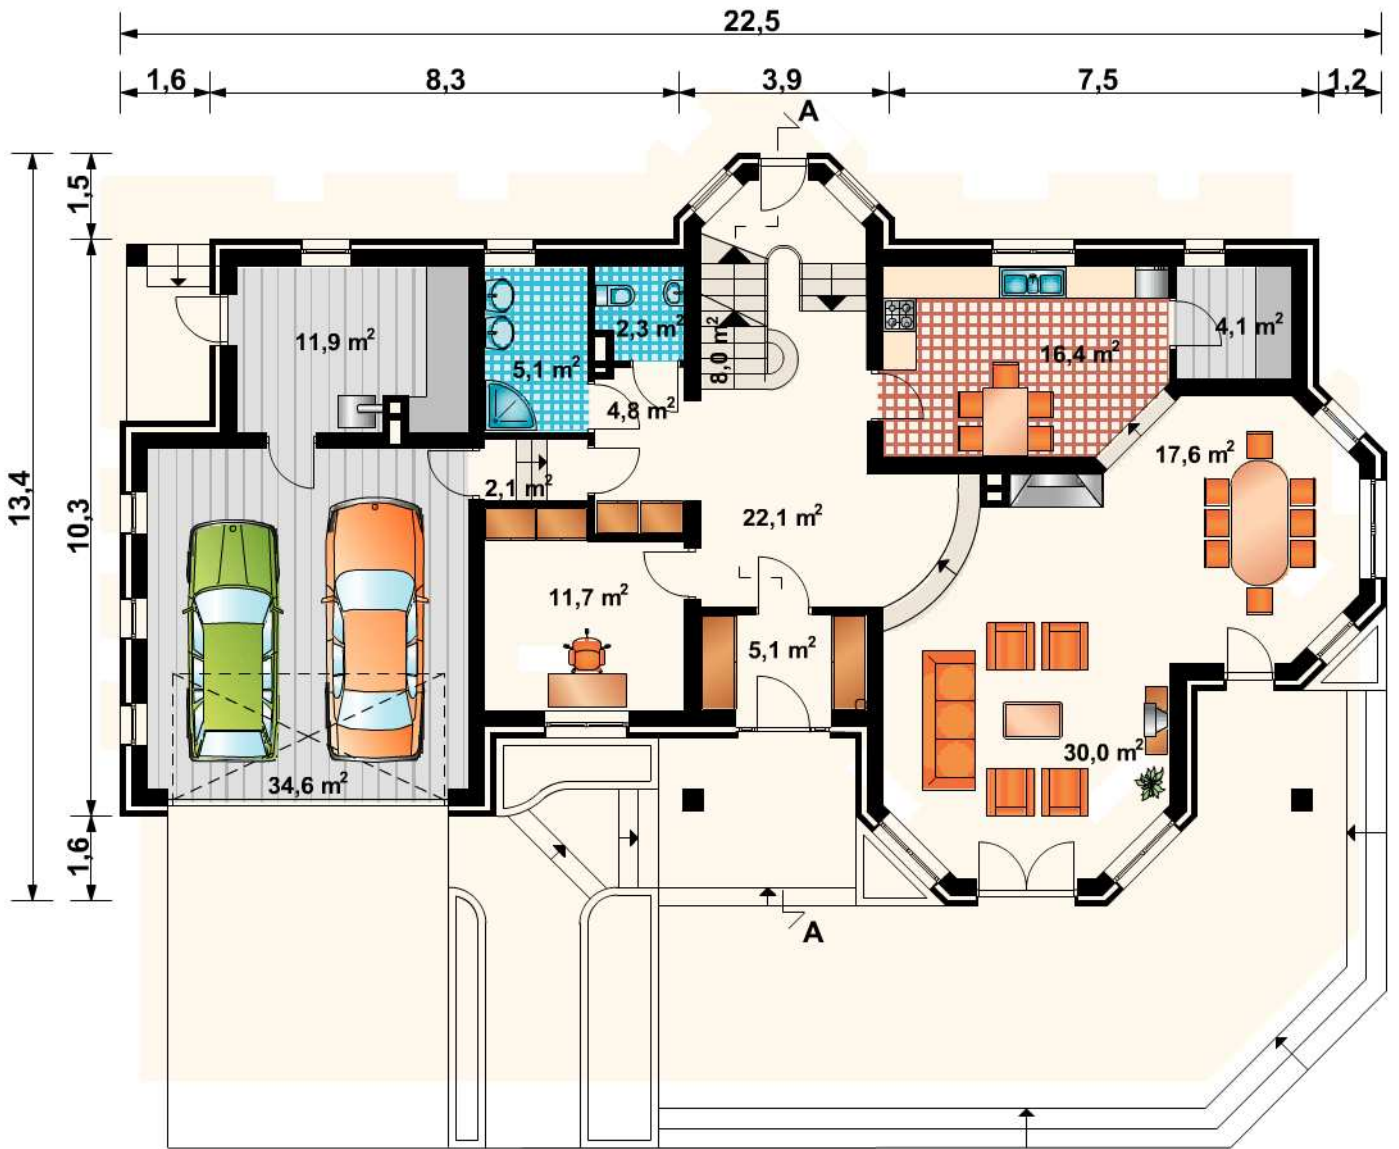 22,5
1,6 8,3 3,9 7,5 1,2
A
1,5
13,4
10,3
1,6
11,9 m²
5,1 m²
2,3 m²
8,0 m²
4,8 m²
16,4 m²
4,1 m²
17,6 m²
2,1 m²
22,1 m²
11,7 m²
5,1 m²
30,0 m²
34,6 m²
A